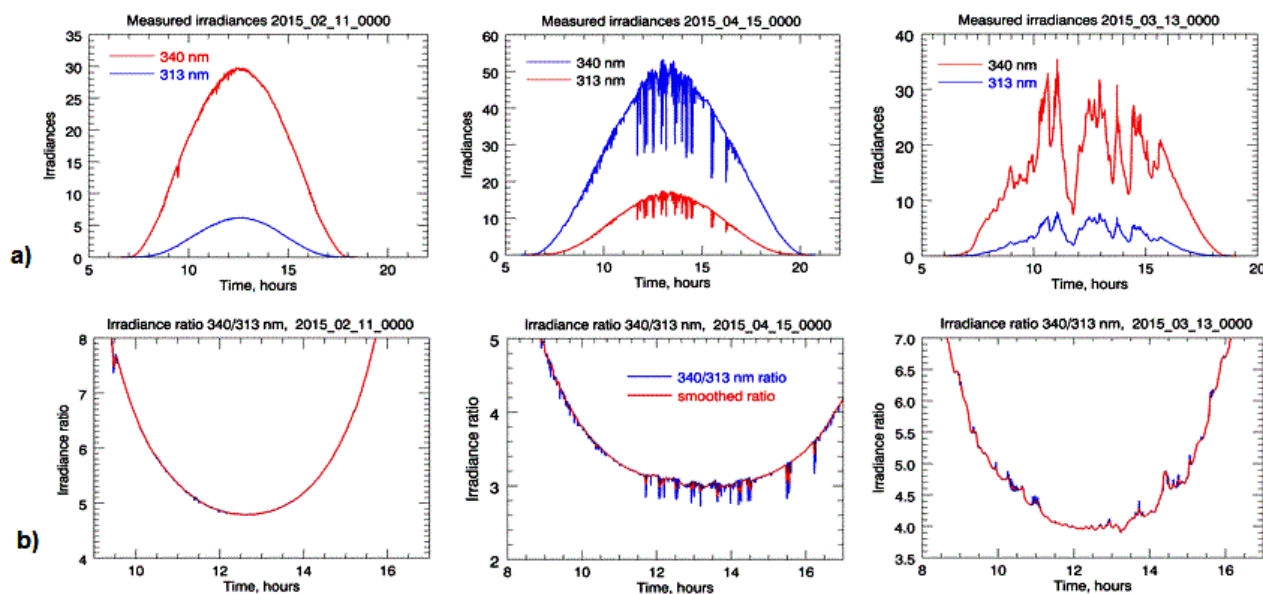 Measured irradiances 2015_02_11_0000
35
30
25
20
15
10
5
0
Irradiances
340 nm
313 nm
5
10
15
20
Time, hours
Measured irradiances 2015_04_15_0000
60
50
40
30
20
10
0
Irradiances
340 nm
313 nm
5
10
15
20
Time, hours
Measured irradiances 2015_03_13_0000
40
30
20
10
0
Irradiances
340 nm
313 nm
5
10
15
20
Time, hours
a)
Irradiance ratio 340/313 nm, 2015_02_11_0000
8
7
6
5
4
Irradiance ratio
10
12
14
16
Time, hours
Irradiance ratio 340/313 nm, 2015_04_15_0000
5
4
3
2
Irradiance ratio
340/313 nm ratio
smoothed ratio
8
10
12
14
16
Time, hours
Irradiance ratio 340/313 nm, 2015_03_13_0000
7.0
6.5
6.0
5.5
5.0
4.5
4.0
3.5
Irradiance ratio
8
10
12
14
16
Time, hours
b)